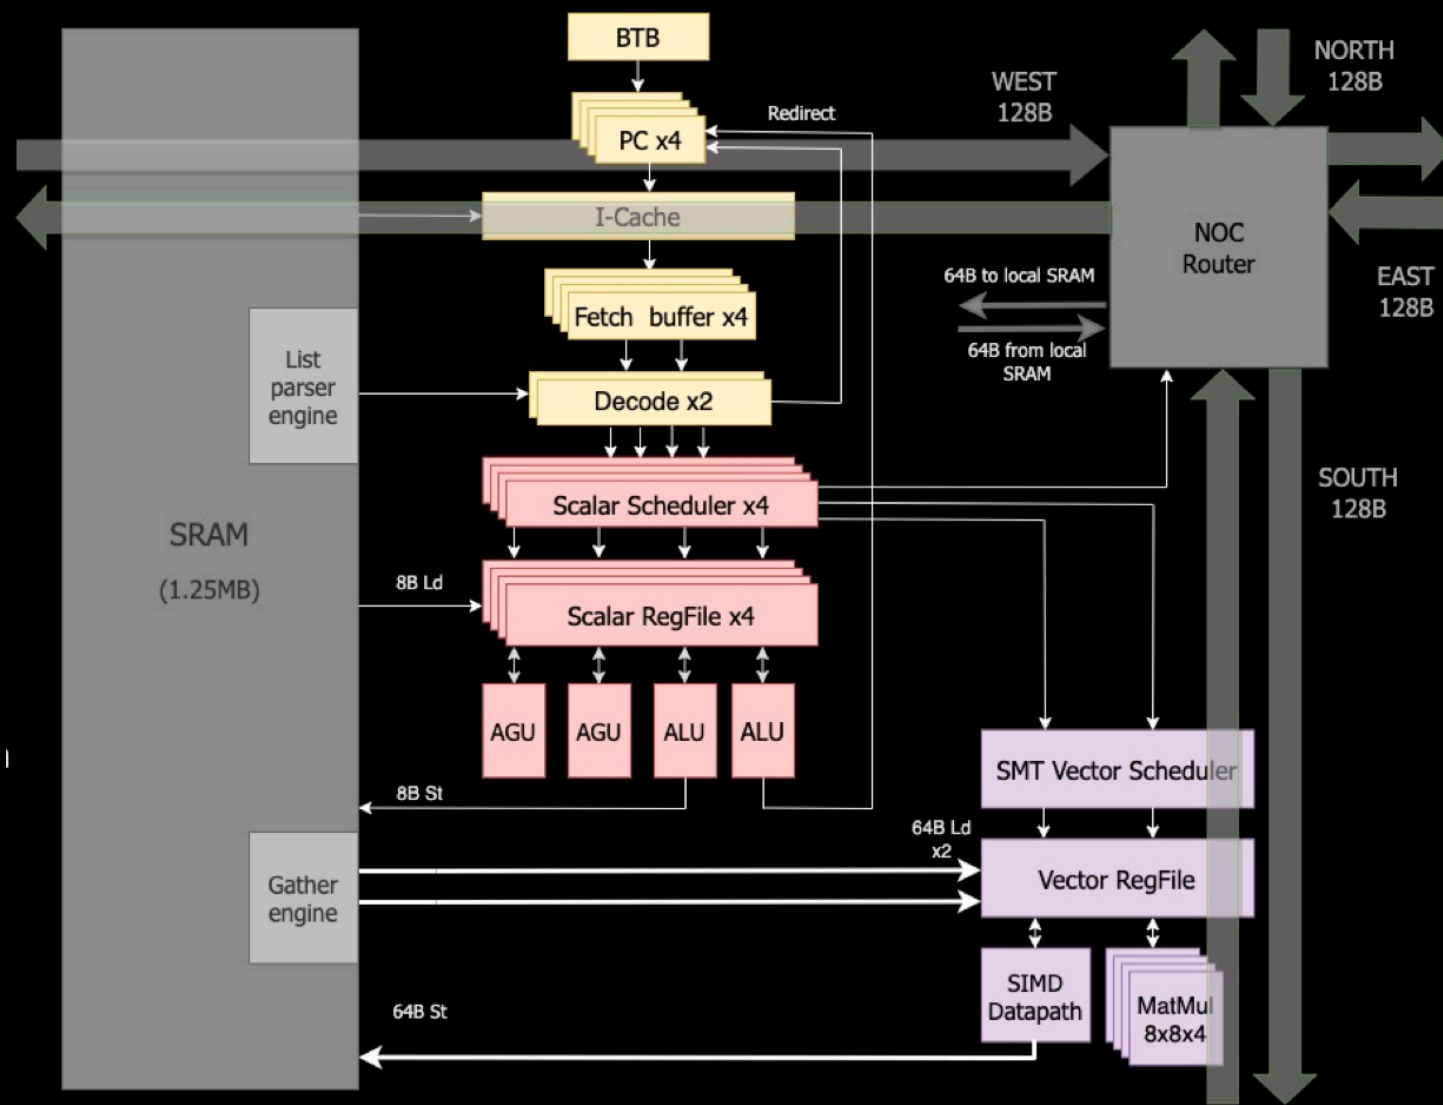 BTB
PC x4
Redirect
WEST
128B
NORTH
128B
I-Cache
NOC
Router
64B to local SRAM
64B from local
SRAM
EAST
128B
Fetch buffer x4
List
parser
engine
Decode x2
Scalar Scheduler x4
SOUTH
128B
SRAM
(1.25MB)
8B Ld
Scalar RegFile x4
AGU
AGU
ALU
ALU
SMT Vector Scheduler
8B St
64B Ld
x2
Gather
engine
Vector RegFile
SIMD
Datapath
MatMul
8x8x4
64B St